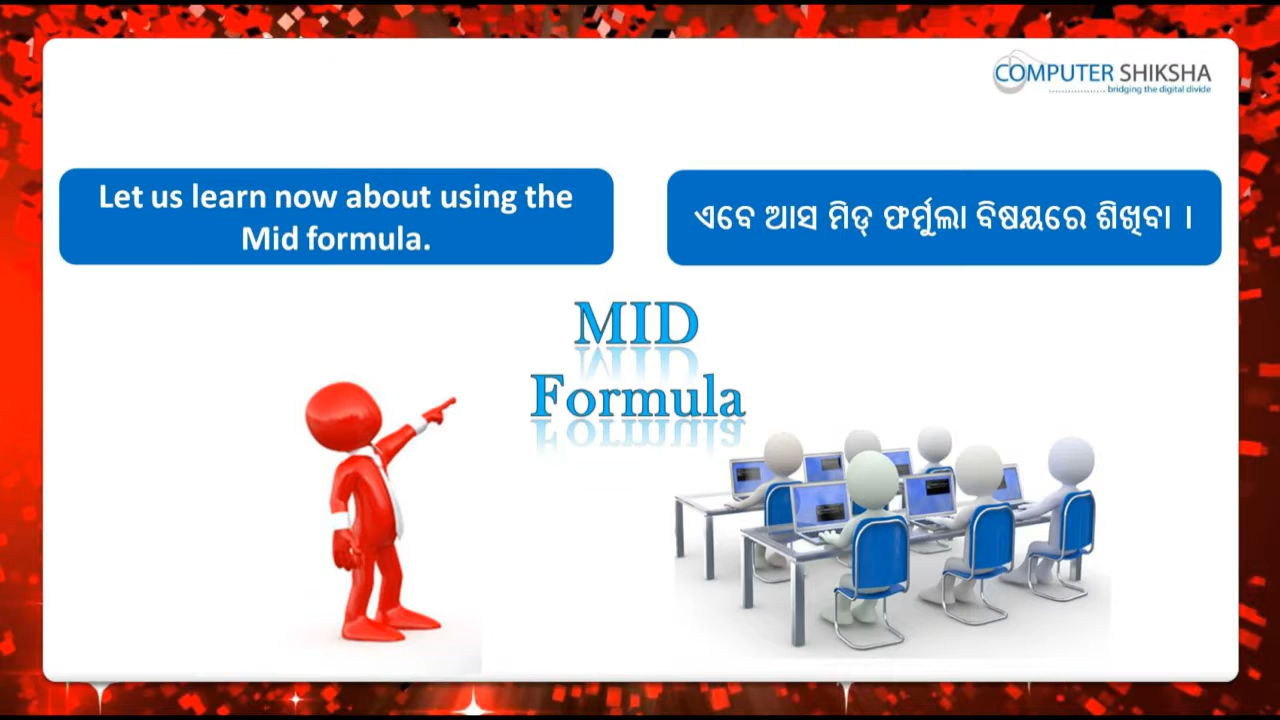 COMPUTER SHIKSHA
bridging the digital divide
Let us learn now about using the
Mid formula.
ଏବେ ଆସ ମିଡ୍ ଫର୍ମୁଲା ବିଷୟରେ ଶିଖିବା ।
MID
Formula